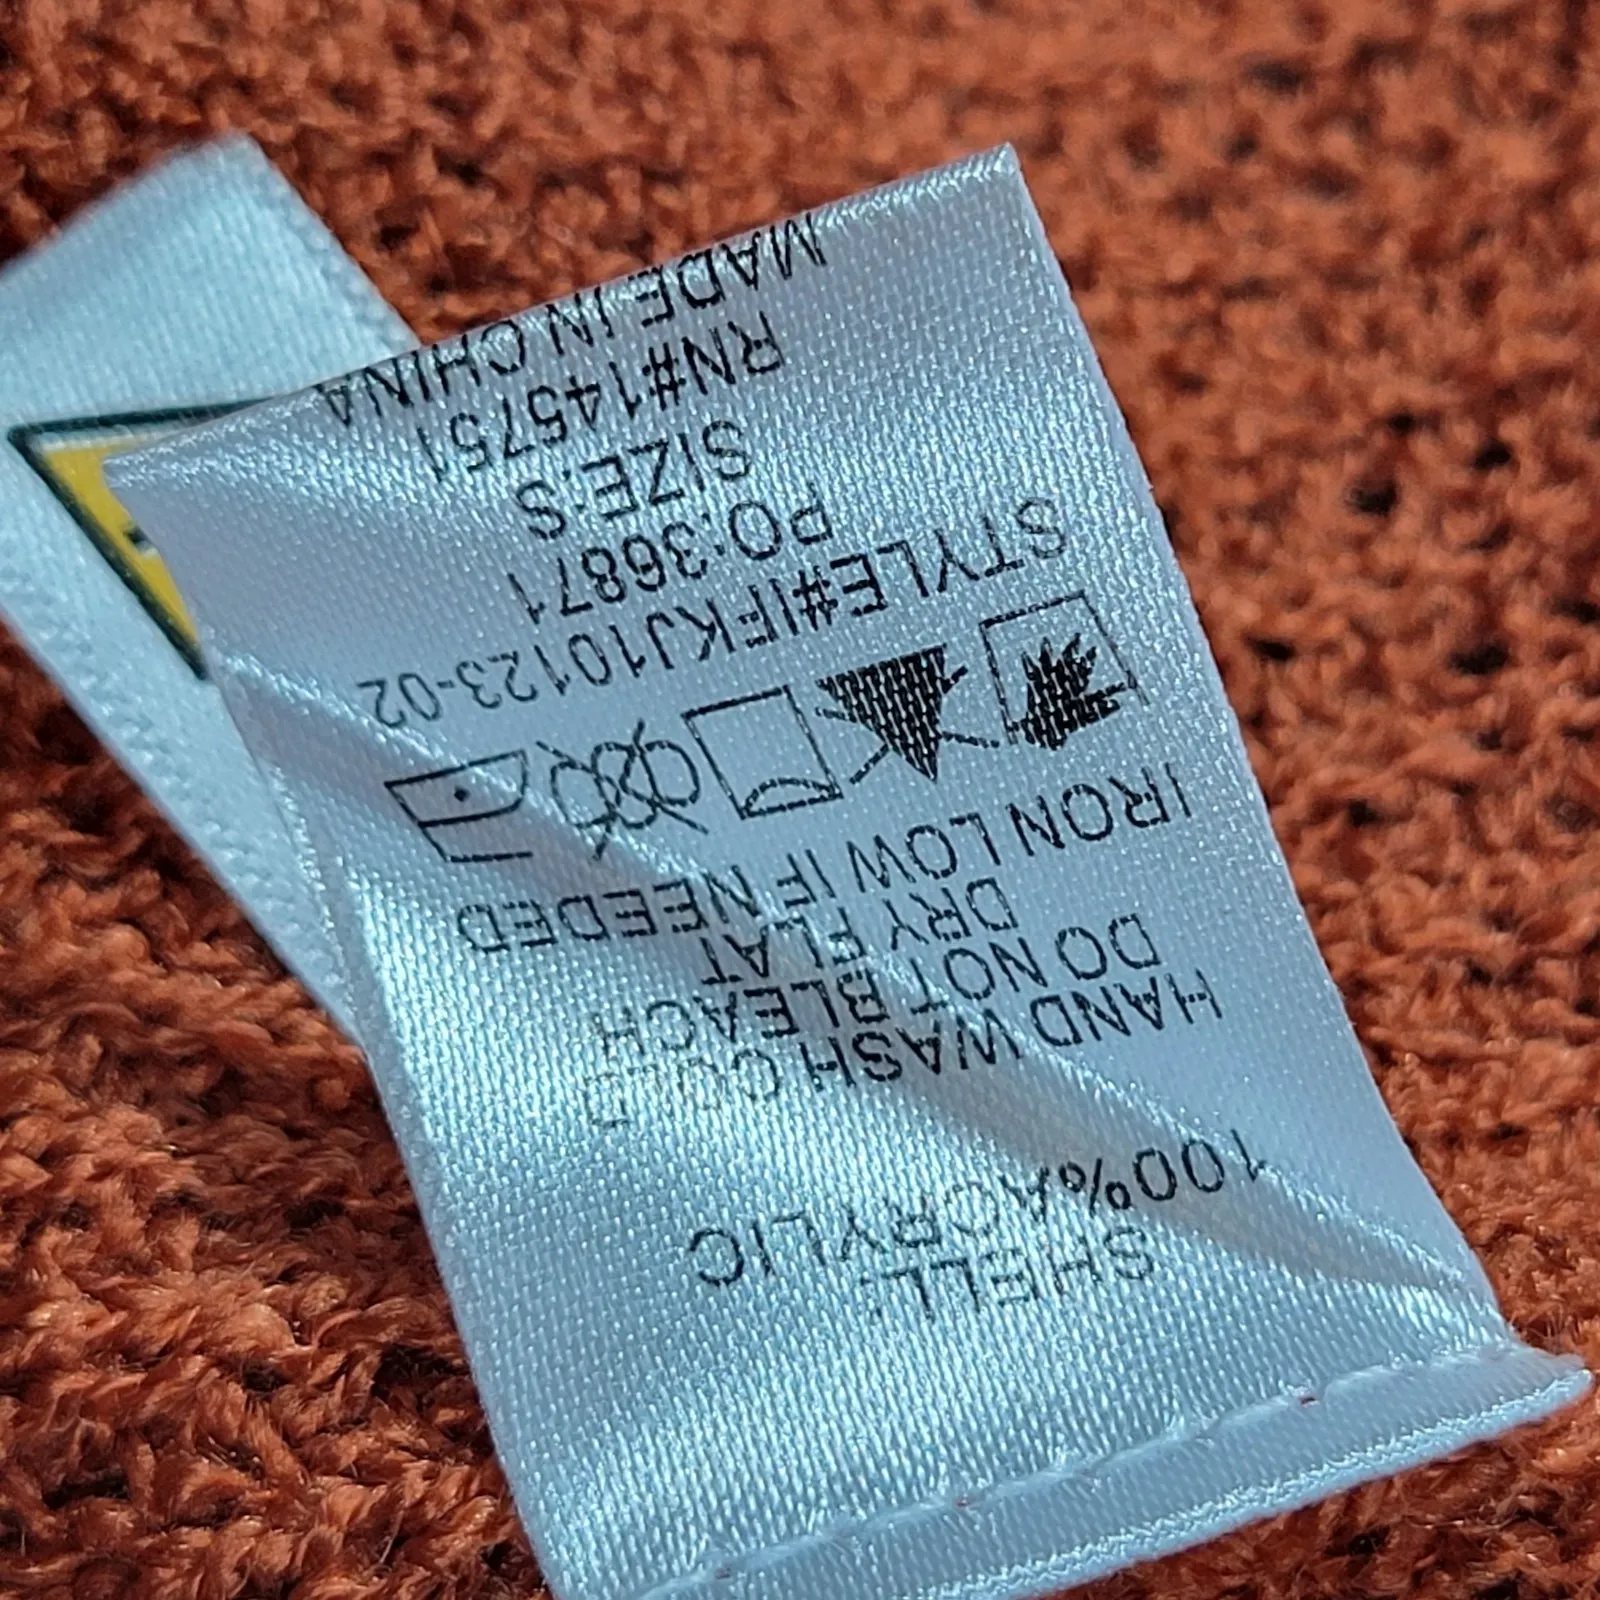 SHELL:
100%ACRYLIC
HAND WASH COLD
DO NOT BLEACH
DRY FLAT
IRON LOW IF NEEDED
STYLE#IFKJ10123-02
PO:36871
SIZE:S
RN#145751
MADE IN CHINA